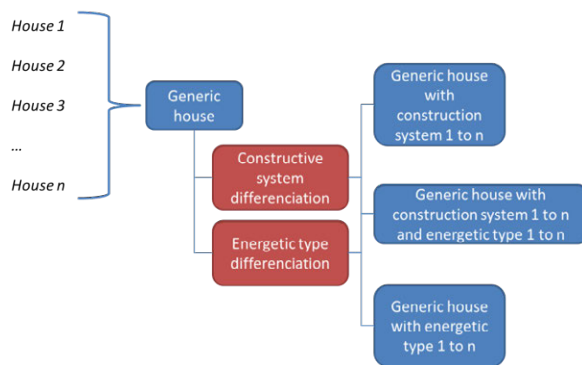 House 1
House 2
House 3
...
House n
Generic
house
Constructive
system
differenciation
Energetic type
differenciation
Generic house
with
construction
system 1 to n
Generic house with
construction system 1 to n
and energetic type 1 to n
Generic house
with energetic
type 1 to n